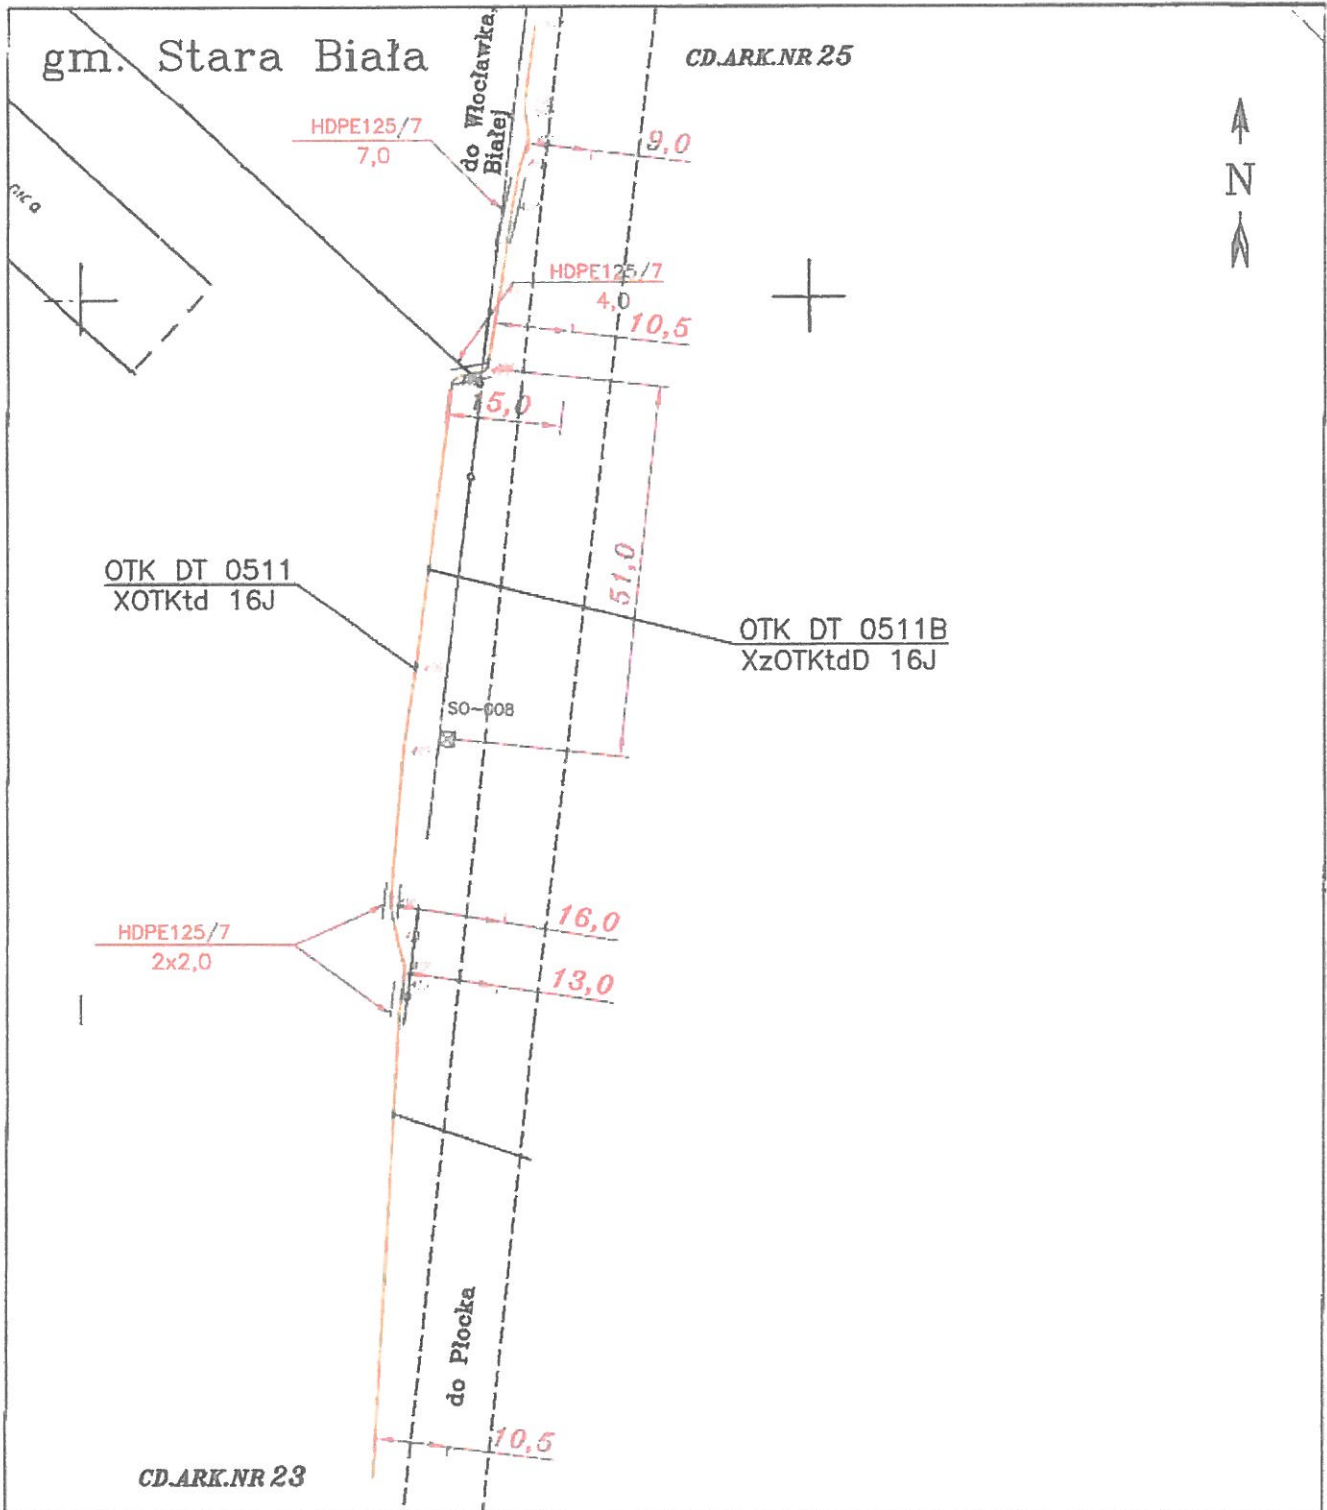 gm. Stara Biała
do Włocławka,
Białej
CD.ARK.NR 25
HDPE125/7
7,0
9,0
N
HDPE125/7
4,0
10,5
5,0
51,0
OTK DT 0511
XOTKtd 16J
OTK DT 0511B
XzOTKtdD 16J
SO-008
16,0
HDPE125/7
2x2,0
13,0
do Płocka
10,5
CD.ARK.NR 23